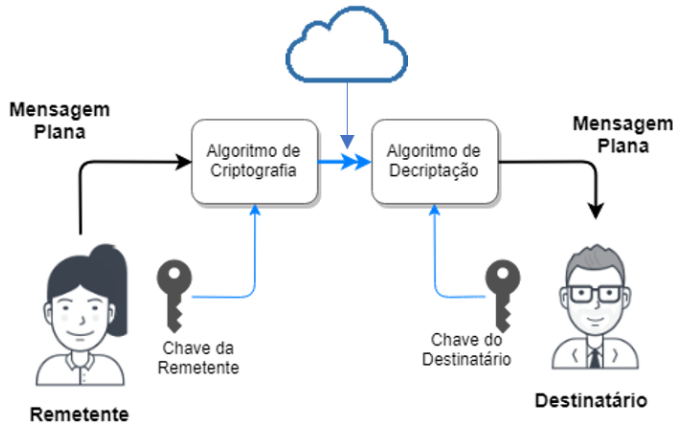 Mensagem
Plana
Algoritmo de
Criptografia
Algoritmo de
Decriptação
Mensagem
Plana
Chave da
Remetente
Chave do
Destinatário
Remetente
Destinatário